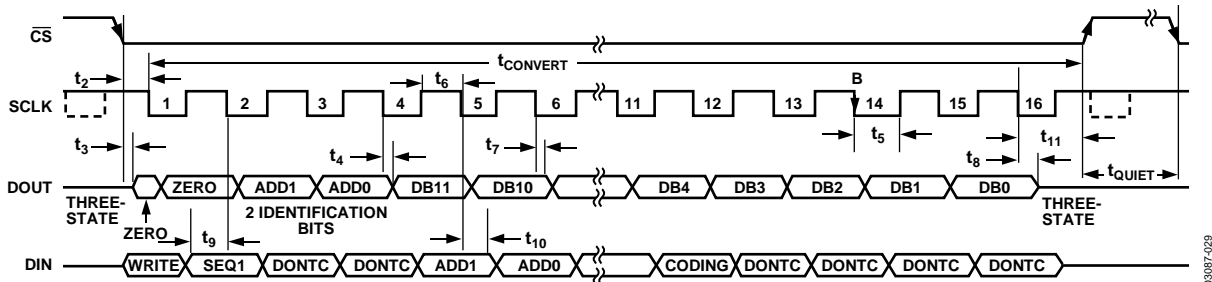 CS
tCONVERT
t2
t6
B
SCLK
1 2 3 4 5 6 11 12 13 14 15 16
t3
t4
t7
t5
t8
t11
tQUIET
DOUT
ZERO ADD1 ADD0 DB11 DB10 DB4 DB3 DB2 DB1 DB0
THREE-
STATE
ZERO
2 IDENTIFICATION
BITS
THREE-
STATE
t9
t10
DIN
WRITE SEQ1 DONTC DONTC ADD1 ADD0 CODING DONTC DONTC DONTC DONTC
03087-029